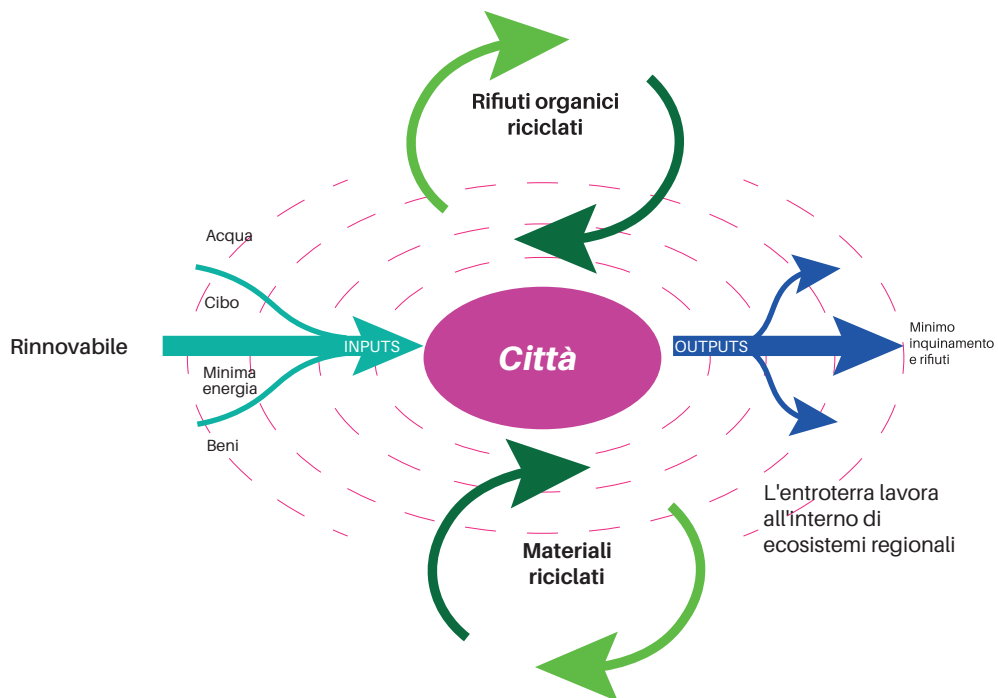 Rifiuti organici
riciclati
Acqua
Cibo
Rinnovabile
INPUTS
Minima
energia
Beni
Città
OUTPUTS
Minimo
inquinamento
e rifiuti
L'entroterra lavora
all'interno di
ecosistemi regionali
Materiali
riciclati